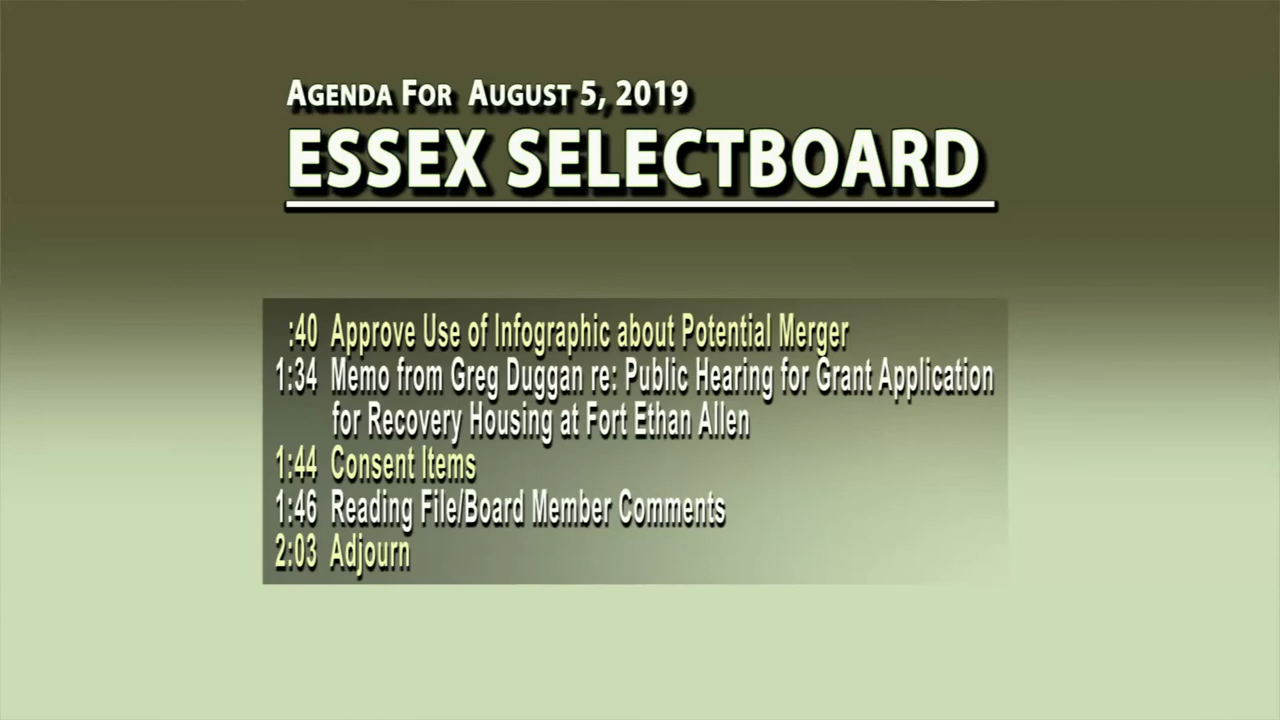 AGENDA FOR AUGUST 5, 2019
ESSEX SELECTBOARD
:40 Approve Use of Infographic about Potential Merger
1:34 Memo from Greg Duggan re: Public Hearing for Grant Application
for Recovery Housing at Fort Ethan Allen
1:44 Consent Items
1:46 Reading File/Board Member Comments
2:03 Adjourn